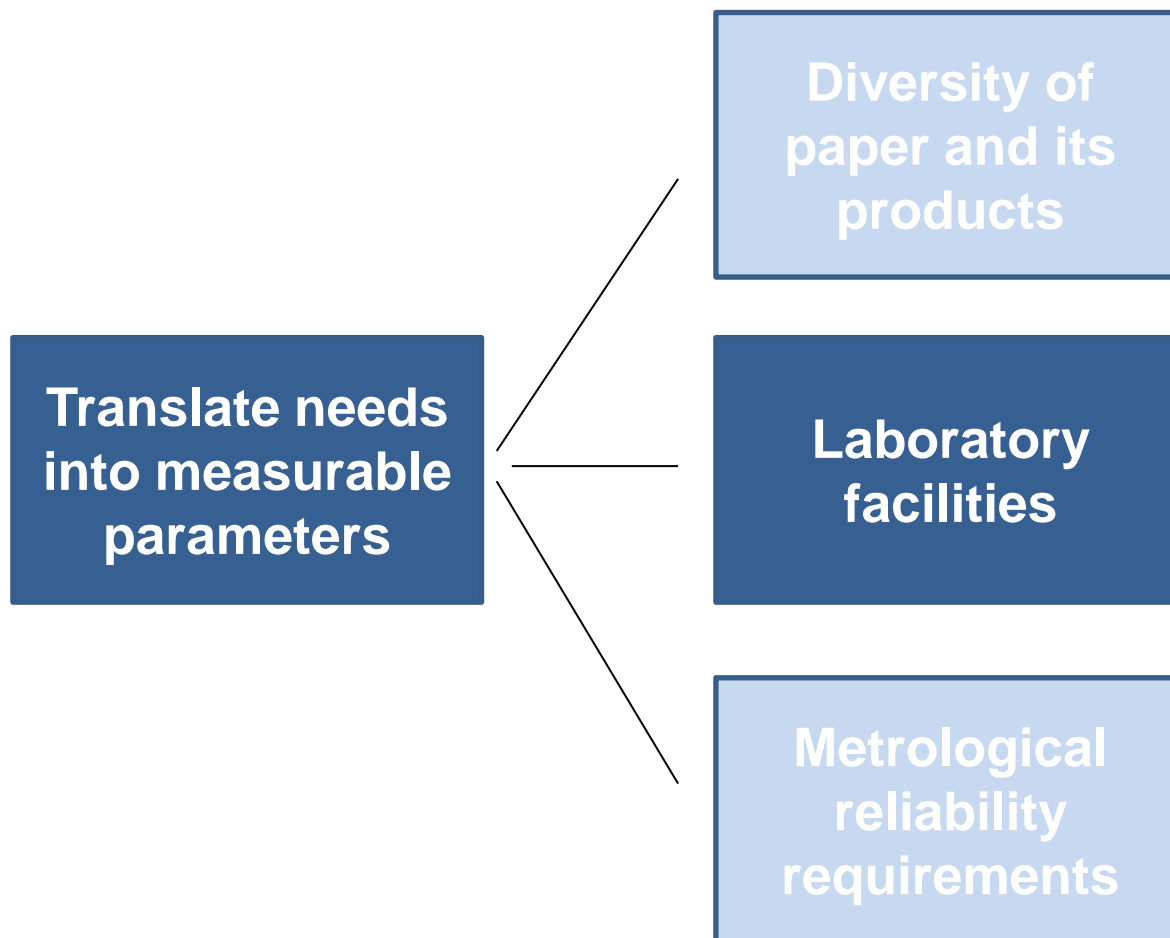 Diversity of
paper and its
products
Translate needs
into measurable
parameters
Laboratory
facilities
Metrological
reliability
requirements